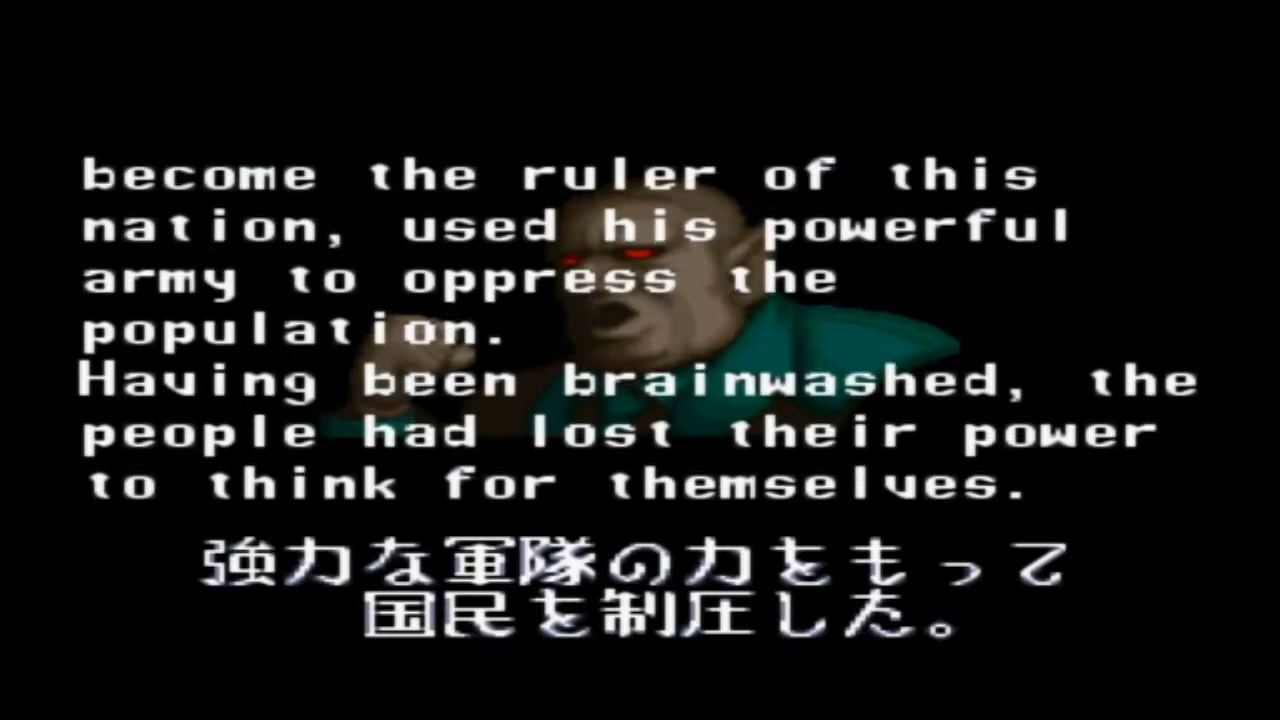 become the ruler of this
nation, used his powerful
army to oppress the
population.
Having been brainwashed, the
people had lost their power
to think for themselves.
強力な軍隊の力をもって
国民を制圧した。